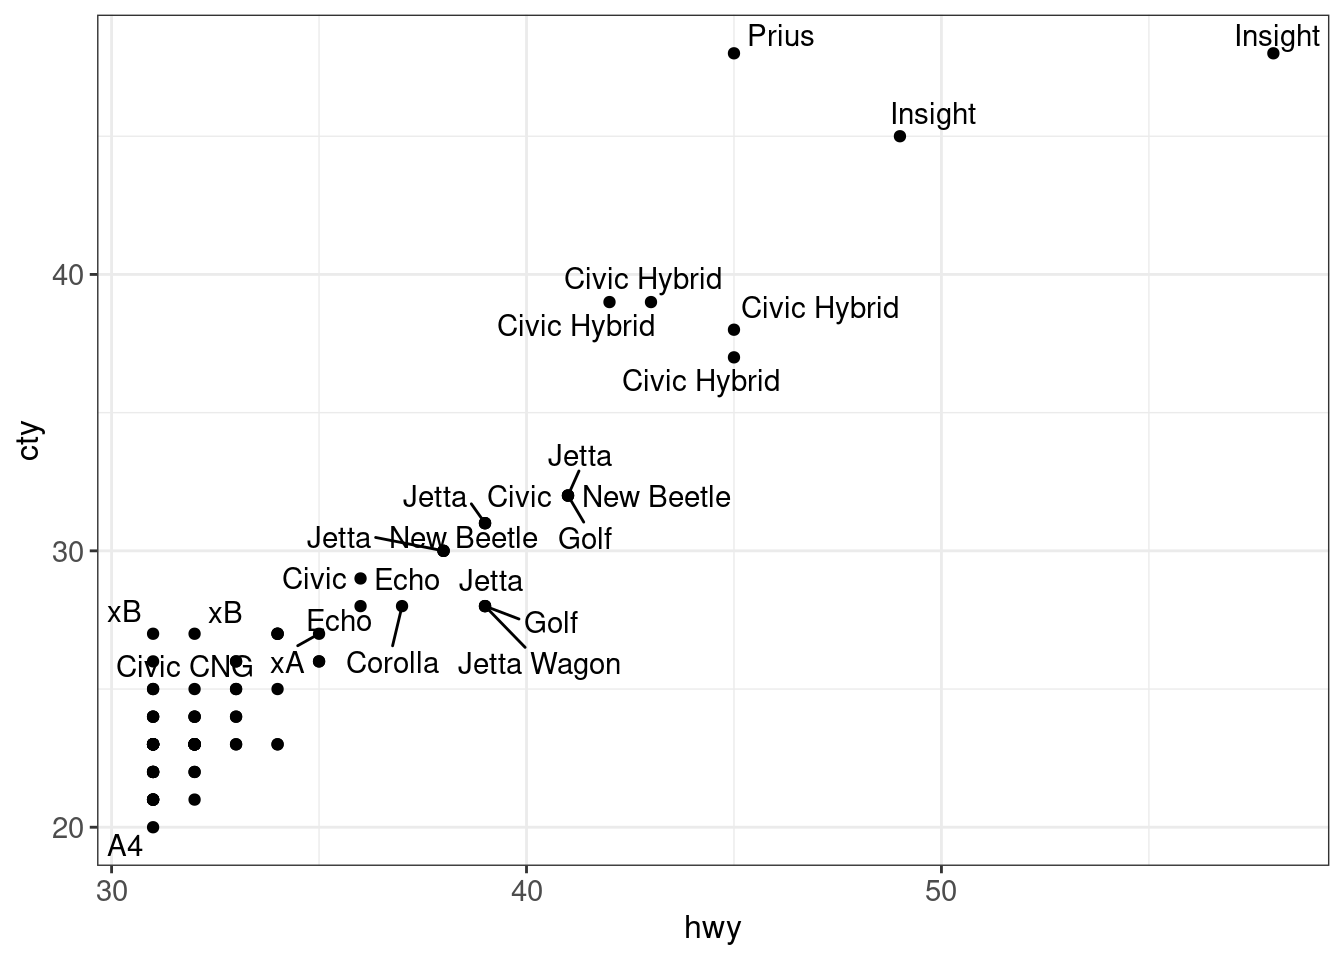 Prius
Insight
Insight
40
Civic Hybrid
Civic Hybrid
Civic Hybrid
Civic Hybrid
cty
Jetta
Jetta
Civic
New Beetle
Jetta
New Beetle
Golf
30
Civic
Echo
Jetta
xB
xB
Echo
Golf
Civic CNG
xA
Corolla
Jetta Wagon
20
A4
30
40
50
hwy